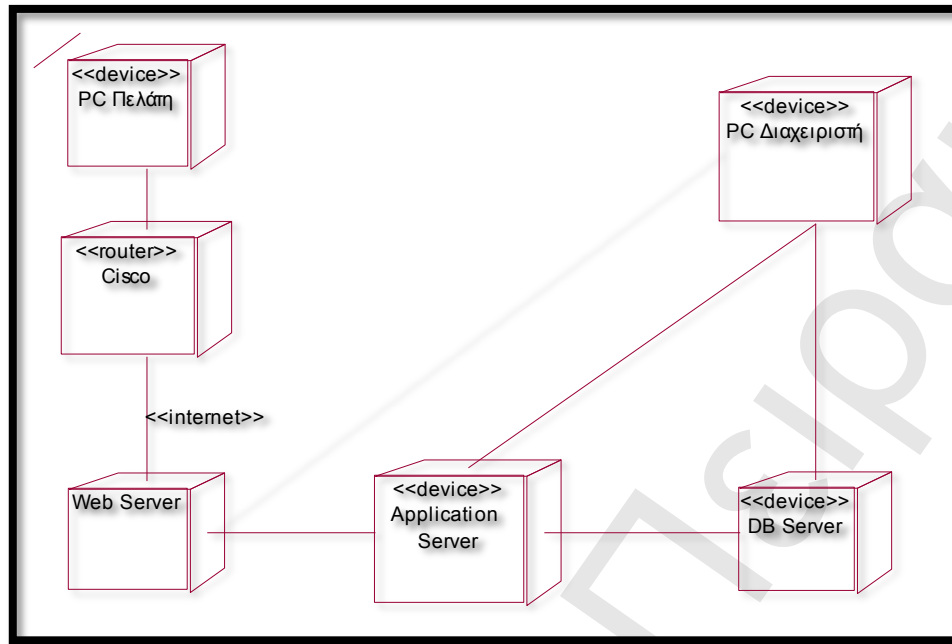 <<device>>
PC Πελάτη
<<device>>
PC Διαχειριστή
<<router>>
Cisco
<<internet>>
Web Server
<<device>>
Application
Server
<<device>>
DB Server